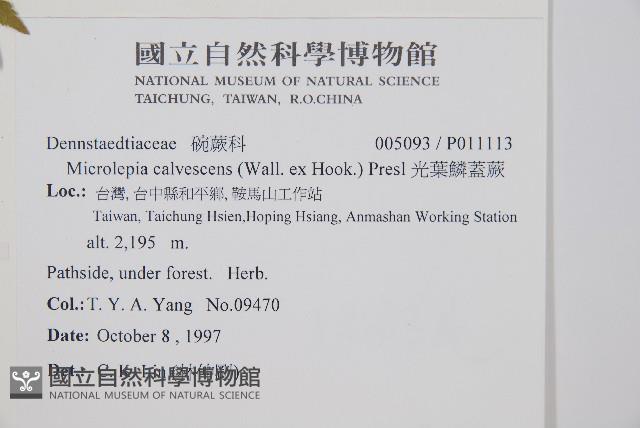 國立自然科學博物館
NATIONAL MUSEUM OF NATURAL SCIENCE
TAICHUNG, TAIWAN, R.O.CHINA
Dennstaedtiaceae 碗蕨科 005093 / P011113
Microlepia calvescens (Wall. ex Hook.) Presl 光葉鱗蓋蕨
Loc.: 台灣, 台中縣和平鄉, 鞍馬山工作站
Taiwan, Taichung Hsien,Hoping Hsiang, Anmashan Working Station
alt. 2,195 m.
Pathside, under forest. Herb.
Col.: T. Y. A. Yang No.09470
Date: October 8 , 1997
Det.:
國立自然科學博物館
NATIONAL MUSEUM OF NATURAL SCIENCE